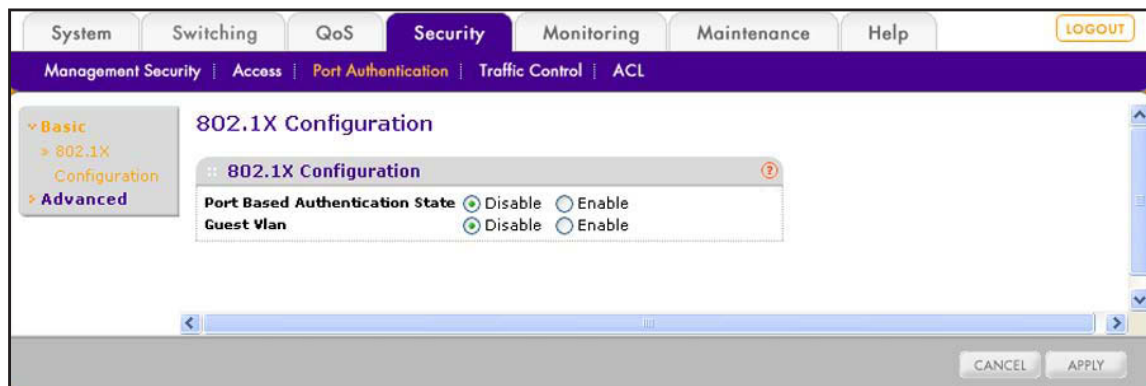 System Switching QoS Security Monitoring Maintenance Help LOGOUT
Management Security Access Port Authentication Traffic Control ACL
Basic
802.1X
Configuration
Advanced
802.1X Configuration
802.1X Configuration ?
Port Based Authentication State Disable Enable
Guest Vlan Disable Enable
CANCEL APPLY